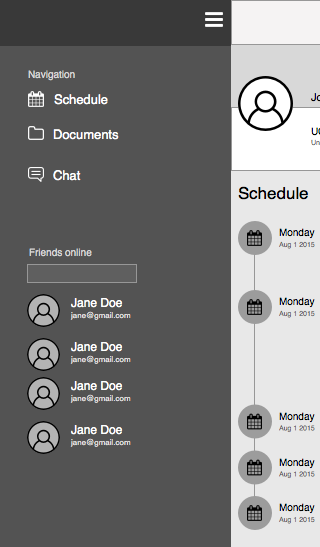 Navigation
Schedule
Documents
Chat
Friends online
Jane Doe
jane@gmail.com
Jane Doe
jane@gmail.com
Jane Doe
jane@gmail.com
Jane Doe
jane@gmail.com
Jo
UC
Un
Schedule
Monday
Aug 1 2015
Monday
Aug 1 2015
Monday
Aug 1 2015
Monday
Aug 1 2015
Monday
Aug 1 2015